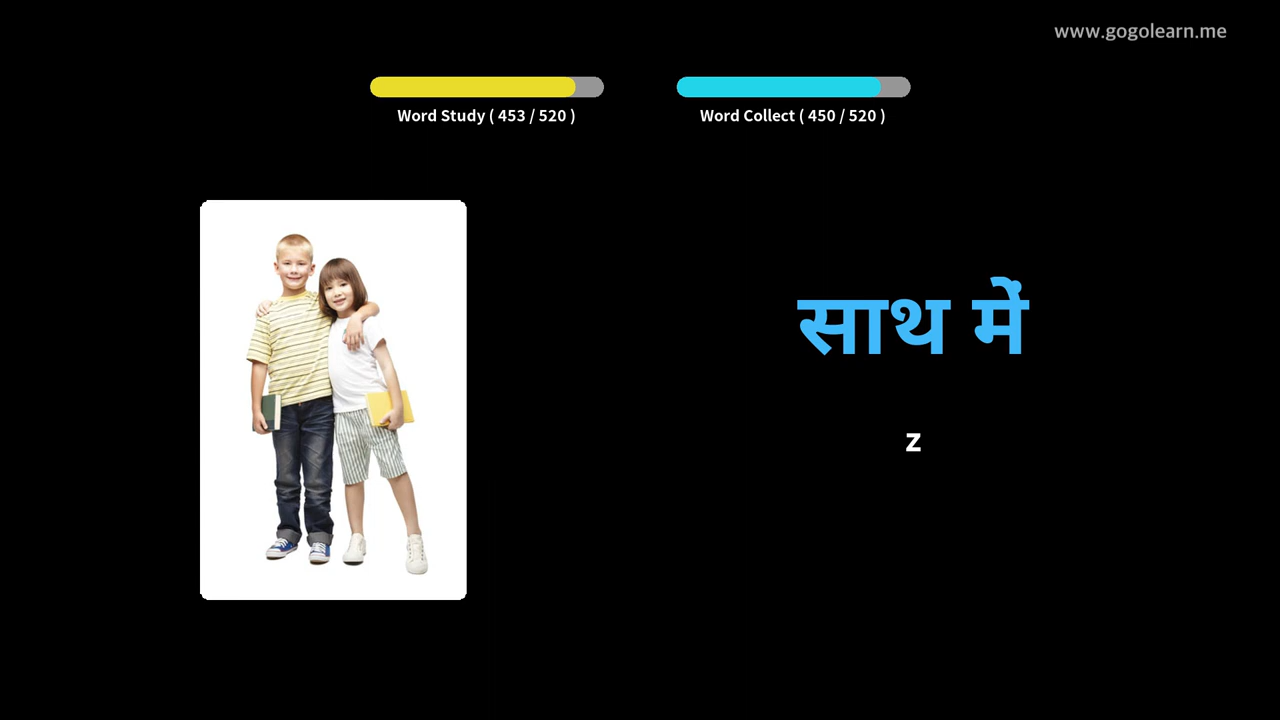 www.gogolearn.me
Word Study ( 453 / 520 )
Word Collect ( 450 / 520 )
साथ में
z